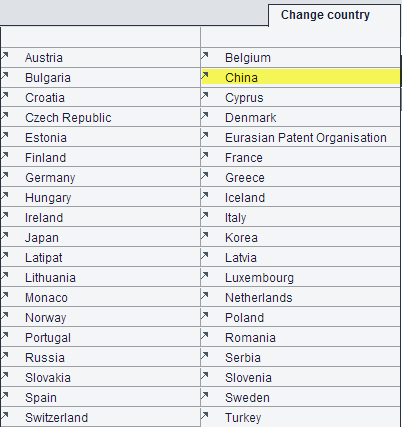 Change country
Austria Belgium
Bulgaria China
Croatia Cyprus
Czech Republic Denmark
Estonia Eurasian Patent Organisation
Finland France
Germany Greece
Hungary Iceland
Ireland Italy
Japan Korea
Latipat Latvia
Lithuania Luxembourg
Monaco Netherlands
Norway Poland
Portugal Romania
Russia Serbia
Slovakia Slovenia
Spain Sweden
Switzerland Turkey